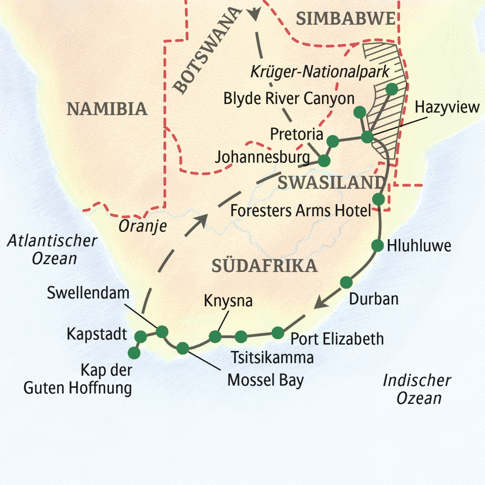 SIMBABWE
BOTSWANA
Krüger-Nationalpark
NAMIBIA
Blyde River Canyon
Hazyview
Pretoria
Johannesburg
SWASILAND
Foresters Arms Hotel
Oranje
Atlantischer
Ozean
Hluhluwe
SÜDAFRIKA
Swellendam
Knysna
Durban
Kapstadt
Port Elizabeth
Tsitsikamma
Kap der
Guten Hoffnung
Mossel Bay
Indischer
Ozean